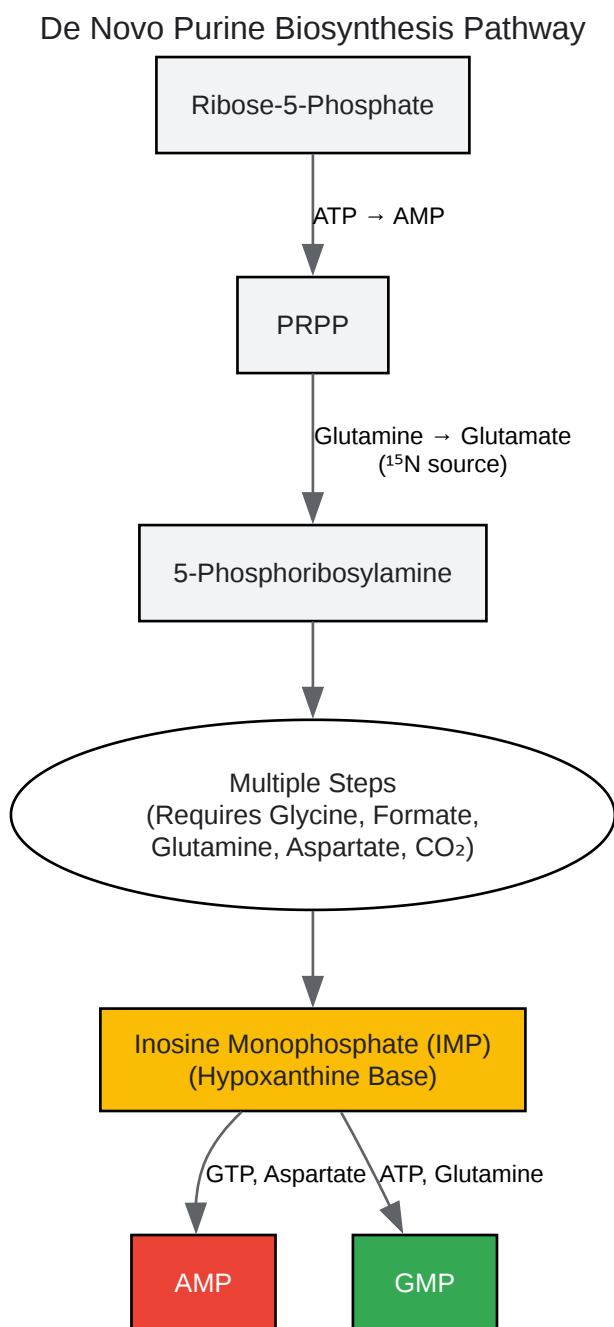 De Novo Purine Biosynthesis Pathway
Ribose-5-Phosphate
ATP → AMP
PRPP
Glutamine → Glutamate
(¹⁵N source)
5-Phosphoribosylamine
Multiple Steps
(Requires Glycine, Formate,
Glutamine, Aspartate, CO₂)
Inosine Monophosphate (IMP)
(Hypoxanthine Base)
GTP, Aspartate
ATP, Glutamine
AMP
GMP